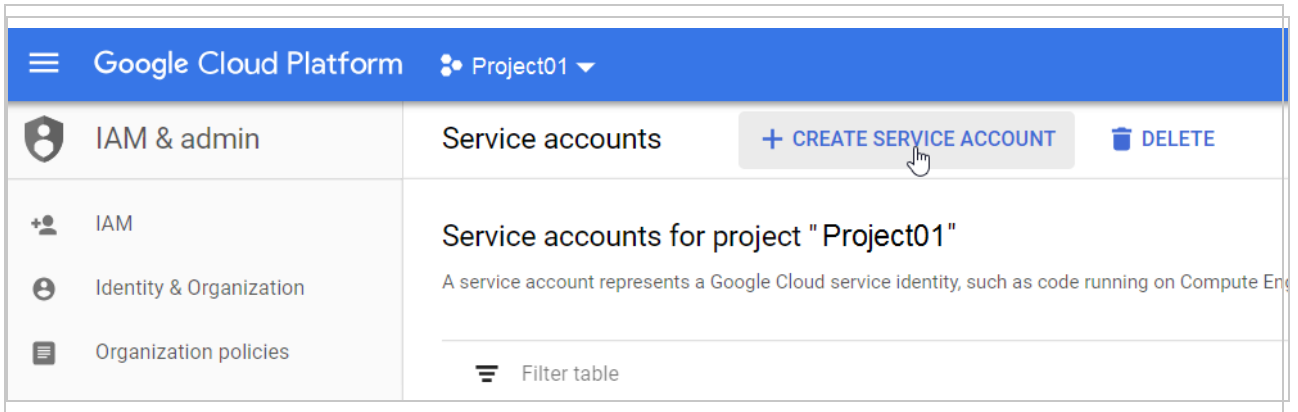 Google Cloud Platform Project01
IAM & admin
Service accounts + CREATE SERVICE ACCOUNT DELETE
IAM
Identity & Organization
Organization policies
Service accounts for project "Project01"
A service account represents a Google Cloud service identity, such as code running on Compute
Filter table